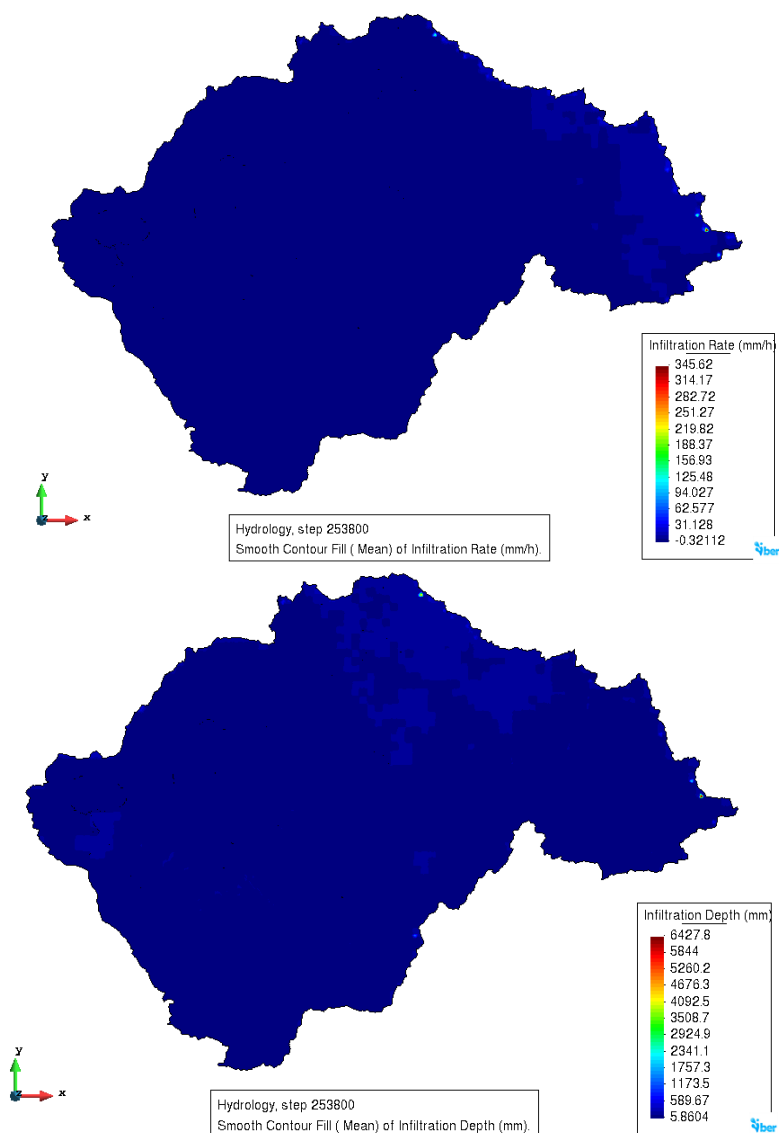 Infiltration Rate (mm/h)
345.62
314.17
282.72
251.27
219.82
188.37
156.93
125.48
94.027
62.577
31.128
-0.32112
iber
y
x
Hydrology, step 253800
Smooth Contour Fill ( Mean) of Infiltration Rate (mm/h).
Infiltration Depth (mm)
6427.8
5844
5260.2
4676.3
4092.5
3508.7
2924.9
2341.1
1757.3
1173.5
589.67
5.8604
iber
y
x
Hydrology, step 253800
Smooth Contour Fill ( Mean) of Infiltration Depth (mm).